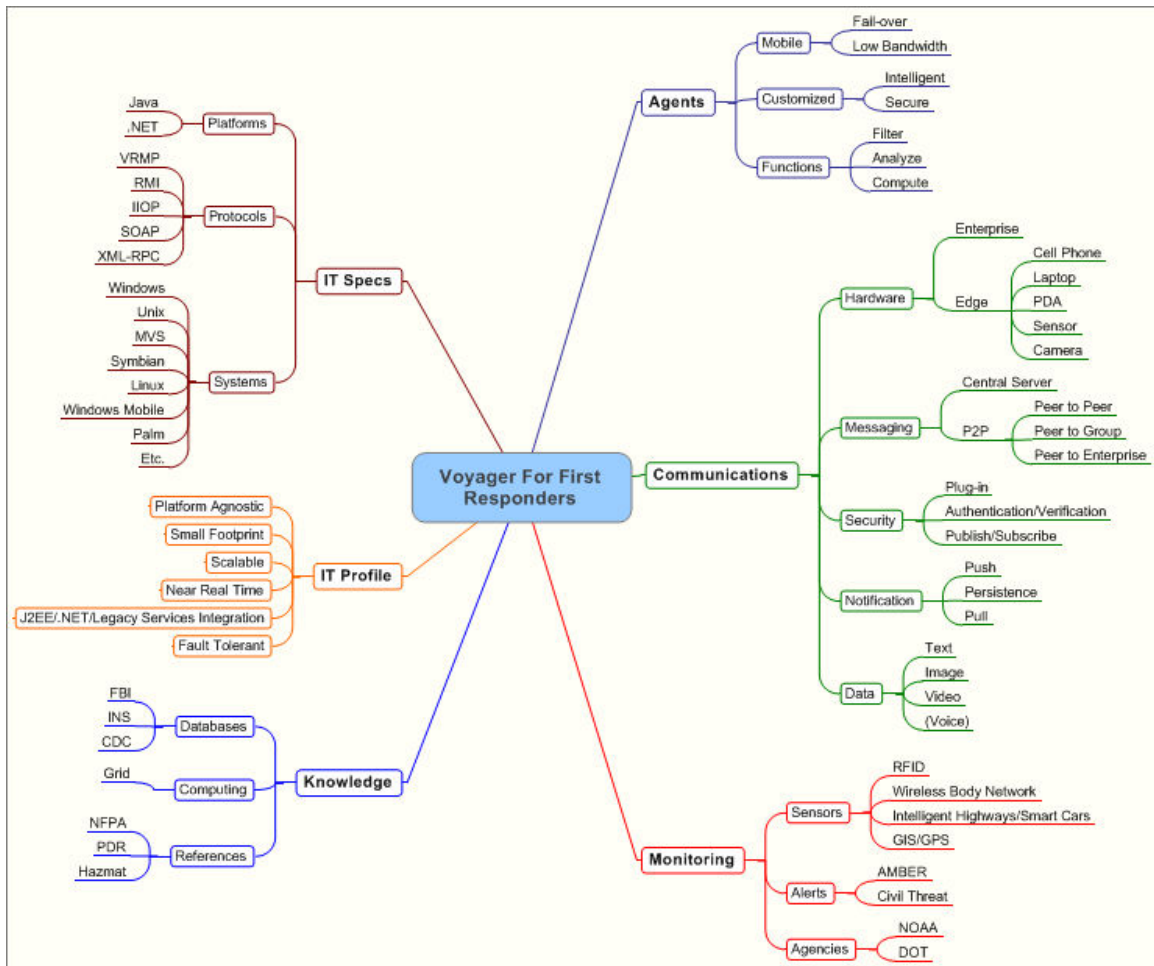 Voyager For First
Responders
Agents
Mobile
Fail-over
Low Bandwidth
Customized
Intelligent
Secure
Functions
Filter
Analyze
Compute
Communications
Hardware
Enterprise
Edge
Cell Phone
Laptop
PDA
Sensor
Camera
Messaging
Central Server
P2P
Peer to Peer
Peer to Group
Peer to Enterprise
Security
Plug-in
Authentication/Verification
Publish/Subscribe
Notification
Push
Persistence
Pull
Data
Text
Image
Video
(Voice)
Monitoring
Sensors
RFID
Wireless Body Network
Intelligent Highways/Smart Cars
GIS/GPS
Alerts
AMBER
Civil Threat
Agencies
NOAA
DOT
IT Specs
Platforms
Java
.NET
Protocols
VRMP
RMI
IIOP
SOAP
XML-RPC
Systems
Windows
Unix
MVS
Symbian
Linux
Windows Mobile
Palm
Etc.
IT Profile
Platform Agnostic
Small Footprint
Scalable
Near Real Time
J2EE/.NET/Legacy Services Integration
Fault Tolerant
Knowledge
Databases
FBI
INS
CDC
Computing
Grid
References
NFPA
PDR
Hazmat